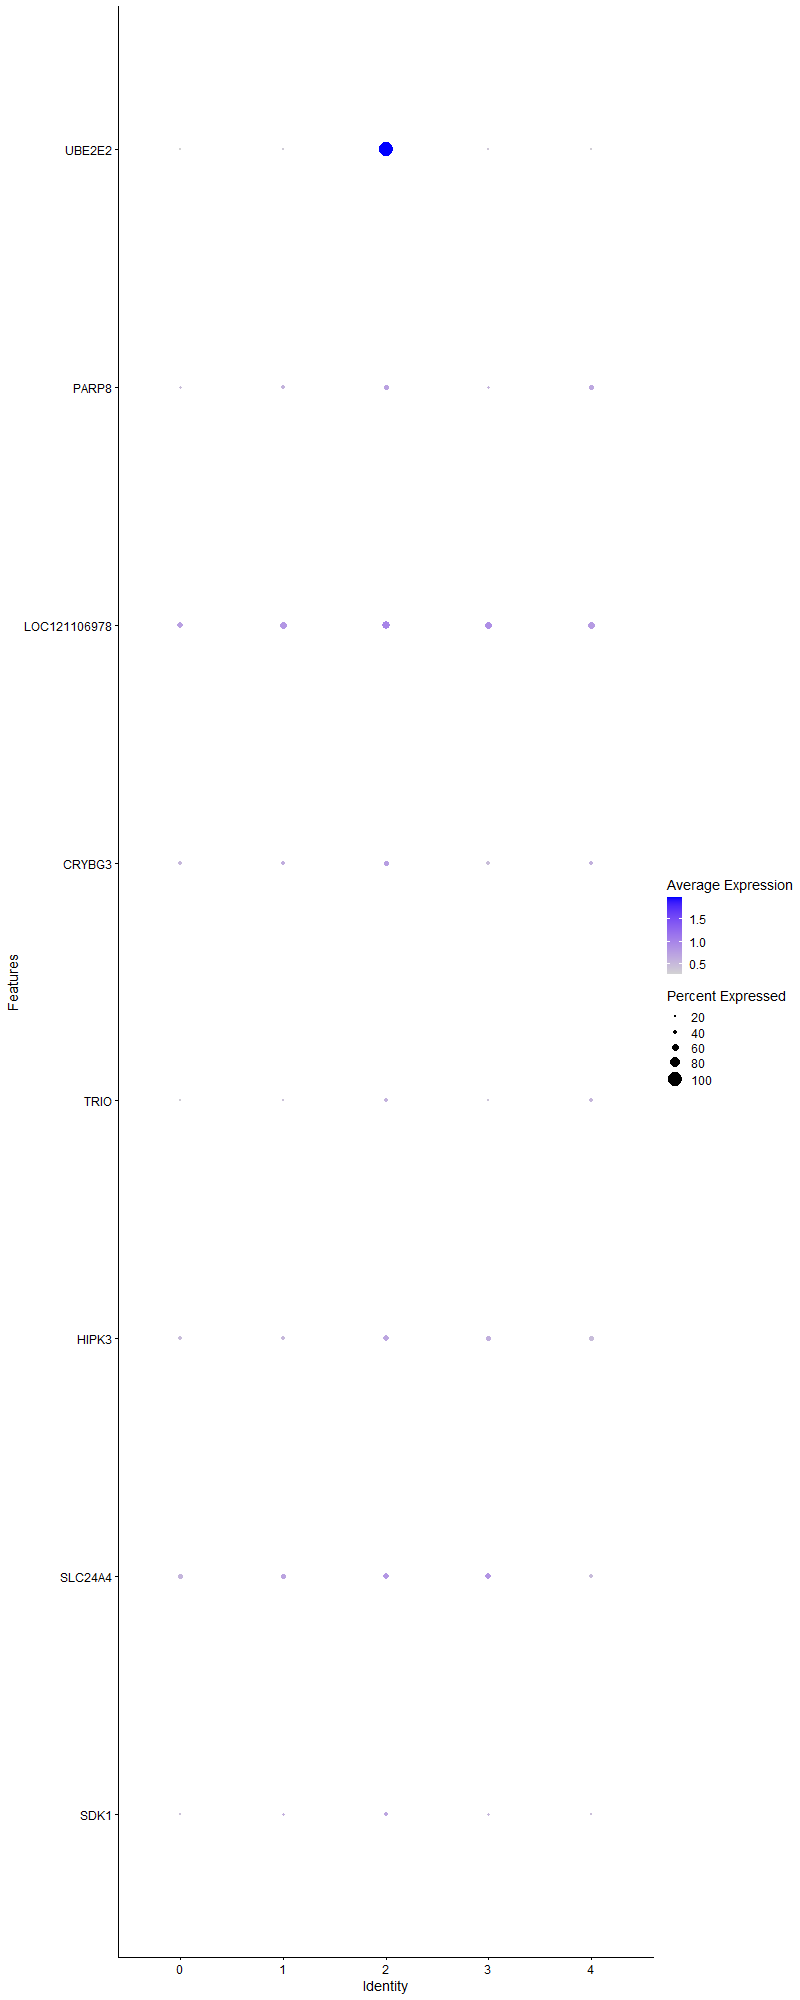 UBE2E2
PARP8
LOC121106978
CRYBG3
TRIO
HIPK3
SLC24A4
SDK1
Features
0 1 2 3 4
Identity
Average Expression
1.5
1.0
0.5
Percent Expressed
20
40
60
80
100